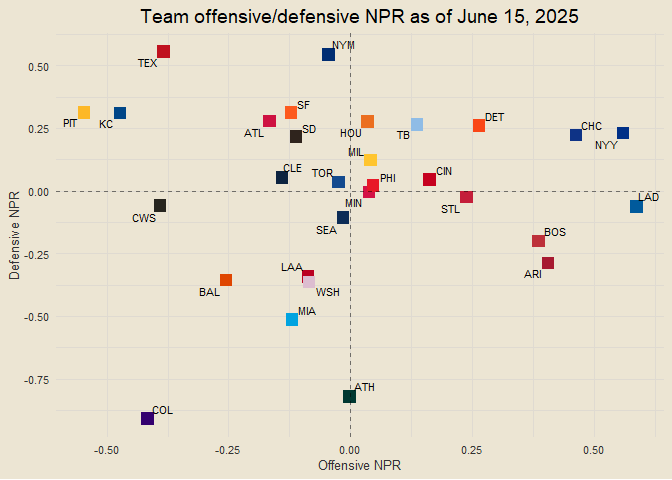 Team offensive/defensive NPR as of June 15, 2025
NYM
TEX
0.50
SF
PIT
KC
ATL
SD
HOU
TB
DET
CHC
NYY
0.25
MIL
CLE
TOR
PHI
CIN
0.00
CWS
MIN
SEA
STL
LAD
BOS
-0.25
LAA
ARI
BAL
WSH
MIA
-0.50
-0.75
ATH
COL
Defensive NPR
-0.50
-0.25
0.00
0.25
0.50
Offensive NPR